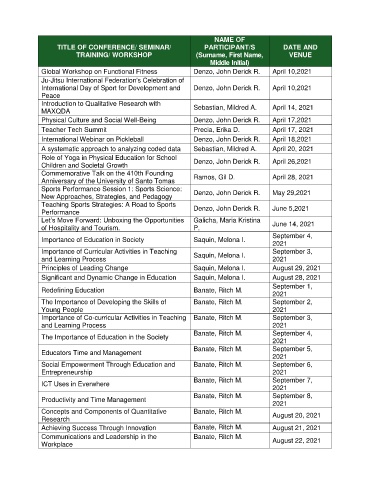 TITLE OF CONFERENCE/ SEMINAR/ TRAINING/ WORKSHOP | NAME OF PARTICIPANT/S (Surname, First Name, Middle Initial) | DATE AND VENUE
Global Workshop on Functional Fitness | Denzo, John Derick R. | April 10,2021
Ju-Jitsu International Federation's Celebration of International Day of Sport for Development and Peace | Denzo, John Derick R. | April 10,2021
Introduction to Qualitative Research with MAXQDA | Sebastian, Mildred A. | April 14, 2021
Physical Culture and Social Well-Being | Denzo, John Derick R. | April 17,2021
Teacher Tech Summit | Precia, Erika D. | April 17, 2021
International Webinar on Pickleball | Denzo, John Derick R. | April 18,2021
A systematic approach to analyzing coded data | Sebastian, Mildred A. | April 20, 2021
Role of Yoga in Physical Education for School Children and Societal Growth | Denzo, John Derick R. | April 26,2021
Commemorative Talk on the 410th Founding Anniversary of the University of Santo Tomas | Ramos, Gil D. | April 28, 2021
Sports Performance Session 1: Sports Science: New Approaches, Strategies, and Pedagogy | Denzo, John Derick R. | May 29,2021
Teaching Sports Strategies: A Road to Sports Performance | Denzo, John Derick R. | June 5,2021
Let's Move Forward: Unboxing the Opportunities of Hospitality and Tourism. | Galicha, Maria Kristina P. | June 14, 2021
Importance of Education in Society | Saquin, Melona I. | September 4, 2021
Importance of Curricular Activities in Teaching and Learning Process | Saquin, Melona I. | September 3, 2021
Principles of Leading Change | Saquin, Melona I. | August 29, 2021
Significant and Dynamic Change in Education | Saquin, Melona I. | August 28, 2021
Redefining Education | Banate, Ritch M. | September 1, 2021
The Importance of Developing the Skills of Young People | Banate, Ritch M. | September 2, 2021
Importance of Co-curricular Activities in Teaching and Learning Process | Banate, Ritch M. | September 3, 2021
The Importance of Education in the Society | Banate, Ritch M. | September 4, 2021
Educators Time and Management | Banate, Ritch M. | September 5, 2021
Social Empowerment Through Education and Entrepreneurship | Banate, Ritch M. | September 6, 2021
ICT Uses in Everwhere | Banate, Ritch M. | September 7, 2021
Productivity and Time Management | Banate, Ritch M. | September 8, 2021
Concepts and Components of Quantitative Research | Banate, Ritch M. | August 20, 2021
Achieving Success Through Innovation | Banate, Ritch M. | August 21, 2021
Communications and Leadership in the Workplace | Banate, Ritch M. | August 22, 2021